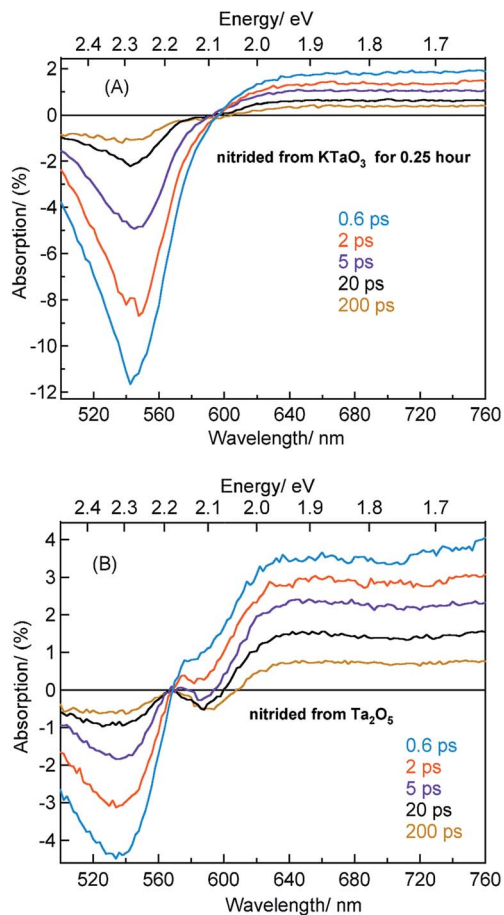 Energy/ eV
2.4 2.3 2.2 2.1 2.0 1.9 1.8 1.7
(A)
2
0
-2
-4
-6
-8
-10
-12
Absorption/ (%)
nitrided from KTaO₃ for 0.25 hour
0.6 ps
2 ps
5 ps
20 ps
200 ps
520 560 600 640 680 720 760
Wavelength/ nm
Energy/ eV
2.4 2.3 2.2 2.1 2.0 1.9 1.8 1.7
(B)
4
3
2
1
0
-1
-2
-3
-4
Absorption/ (%)
nitrided from Ta₂O₅
0.6 ps
2 ps
5 ps
20 ps
200 ps
520 560 600 640 680 720 760
Wavelength/ nm